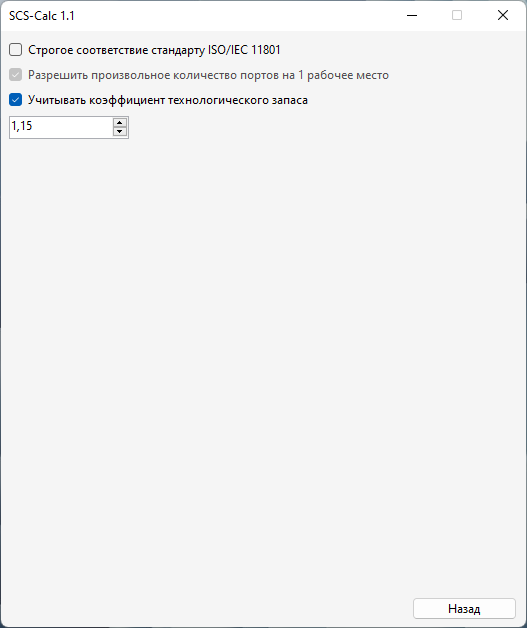 SCS-Calc 1.1
Строгое соответствие стандарту ISO/IEC 11801
Разрешить произвольное количество портов на 1 рабочее место
Учитывать коэффициент технологического запаса
1,15
Назад